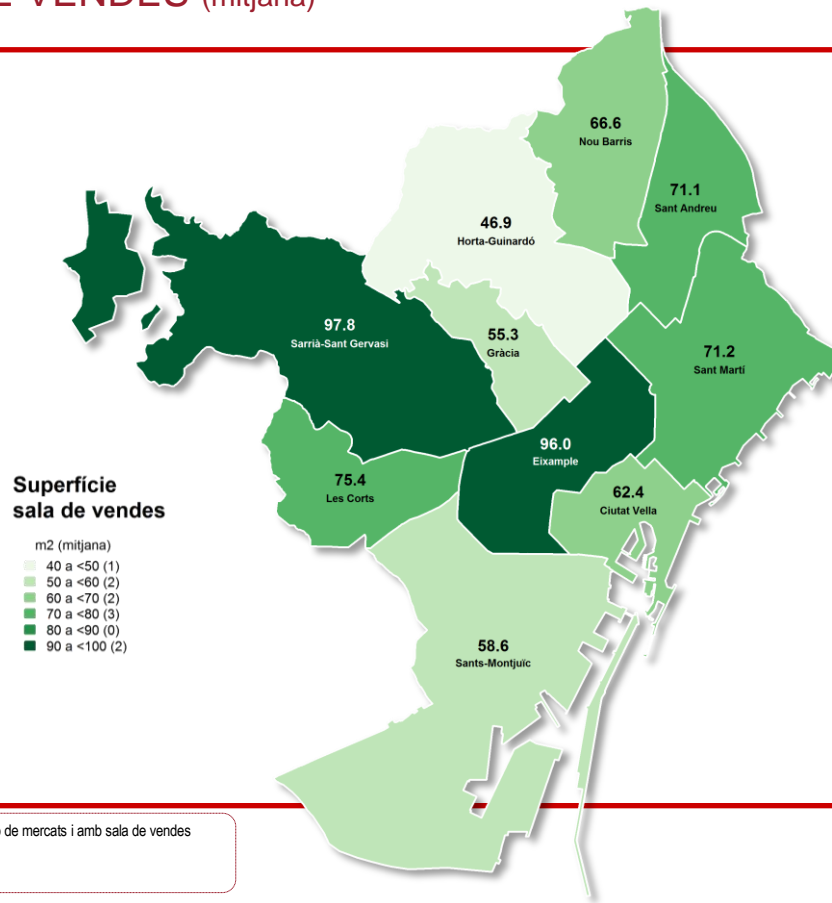 VENDES (mitjana)
66.6
Nou Barris
71.1
Sant Andreu
46.9
Horta-Guinardó
97.8
Sarrià-Sant Gervasi
55.3
Gràcia
71.2
Sant Martí
96.0
Eixample
75.4
Les Corts
62.4
Ciutat Vella
58.6
Sants-Montjuïc
Superfície
sala de vendes
m2 (mitjana)
40 a <50 (1)
50 a <60 (2)
60 a <70 (2)
70 a <80 (3)
80 a <90 (0)
90 a <100 (2)
de mercats i amb sala de vendes